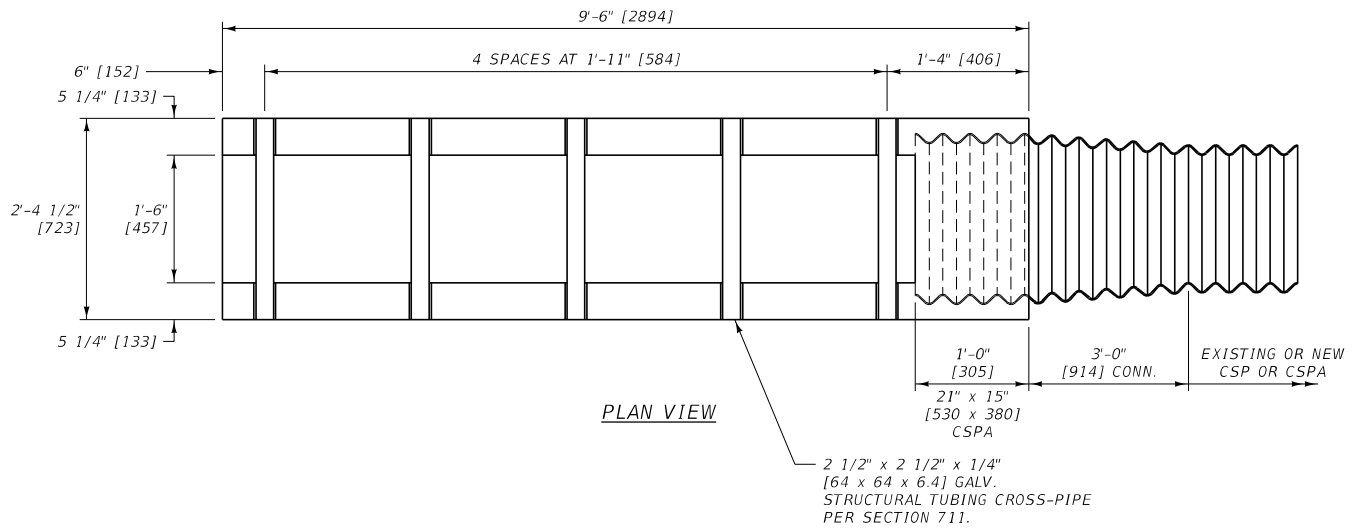 9'-6" [2894]
4 SPACES AT 1'-11" [584]
1'-4" [406]
6" [152]
5 1/4" [133]
2'-4 1/2"
[723]
1'-6"
[457]
5 1/4" [133]
1'-0"
[305]
21" x 15"
[530 x 380]
CSPA
3'-0"
[914] CONN.
EXISTING OR NEW
CSP OR CSPA
PLAN VIEW
2 1/2" x 2 1/2" x 1/4"
[64 x 64 x 6.4] GALV.
STRUCTURAL TUBING CROSS-PIPE
PER SECTION 711.